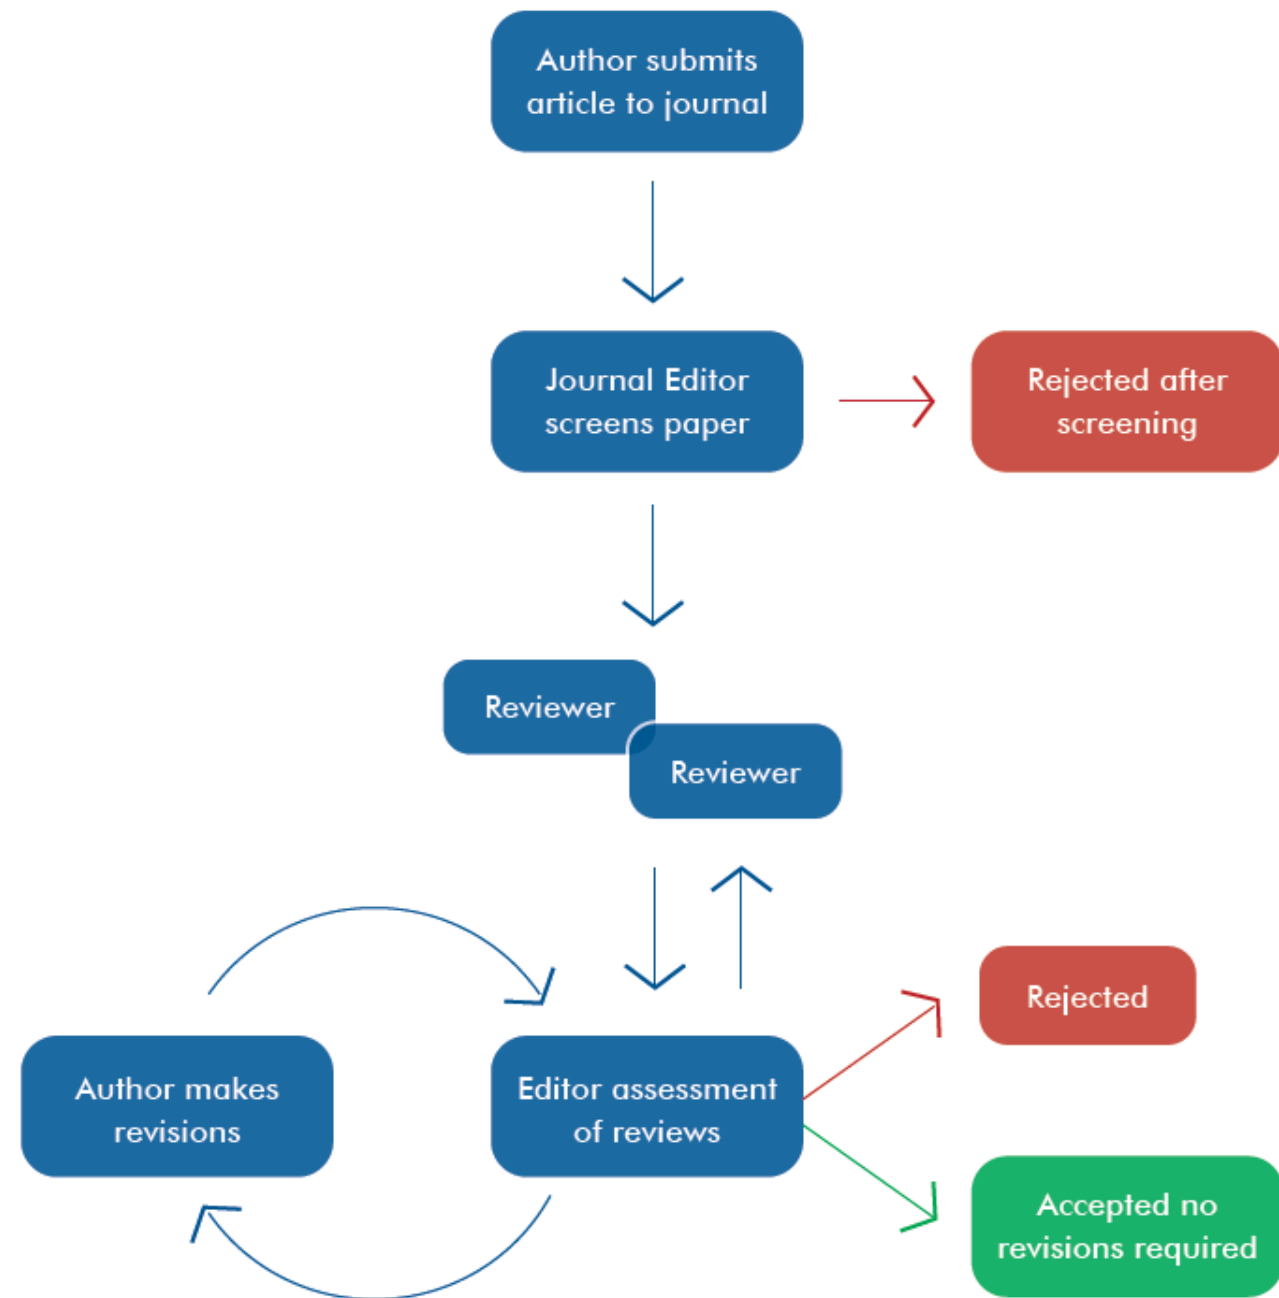 Author submits
article to journal
Journal Editor
screens paper
Rejected after
screening
Reviewer
Reviewer
Rejected
Author makes
revisions
Editor assessment
of reviews
Accepted no
revisions required